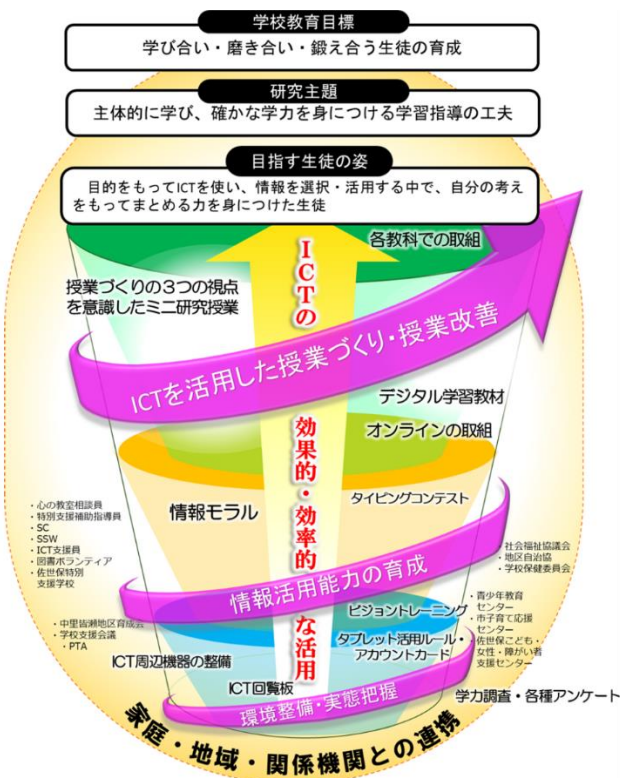 学校教育目標
学び合い・磨き合い・鍛え合う生徒の育成
研究主題
主体的に学び、確かな学力を身につける学習指導の工夫
目指す生徒の姿
目的をもってICTを使い、情報を選択・活用する中で、自分の考え
をもってまとめる力を身につけた生徒
各教科での取組
授業づくりの3つの視点
を意識したミニ研究授業
ICTを活用した授業づくり・授業改善
ICTの効果的・効率的な活用
デジタル学習教材
オンラインの取組
情報モラル
タイピングコンテスト
・心の教室相談員
・特別支援補助指導員
・SC
・SSW
・ICT支援員
・図書ボランティア
・佐世保特別
支援学校
・社会福祉協議会
・地区自治協
・学校保健委員会
情報活用能力の育成
・中里皆瀬地区育成会
・学校支援会議
・PTA
ビジョントレーニング
タブレット活用ルール・
アカウントカード
・青少年教育
センター
・市子育て応援
センター
・佐世保こども・
女性・障がい者
支援センター
ICT周辺機器の整備
ICT回覧板
環境整備・実態把握
学力調査・各種アンケート
家庭・地域・関係機関との連携